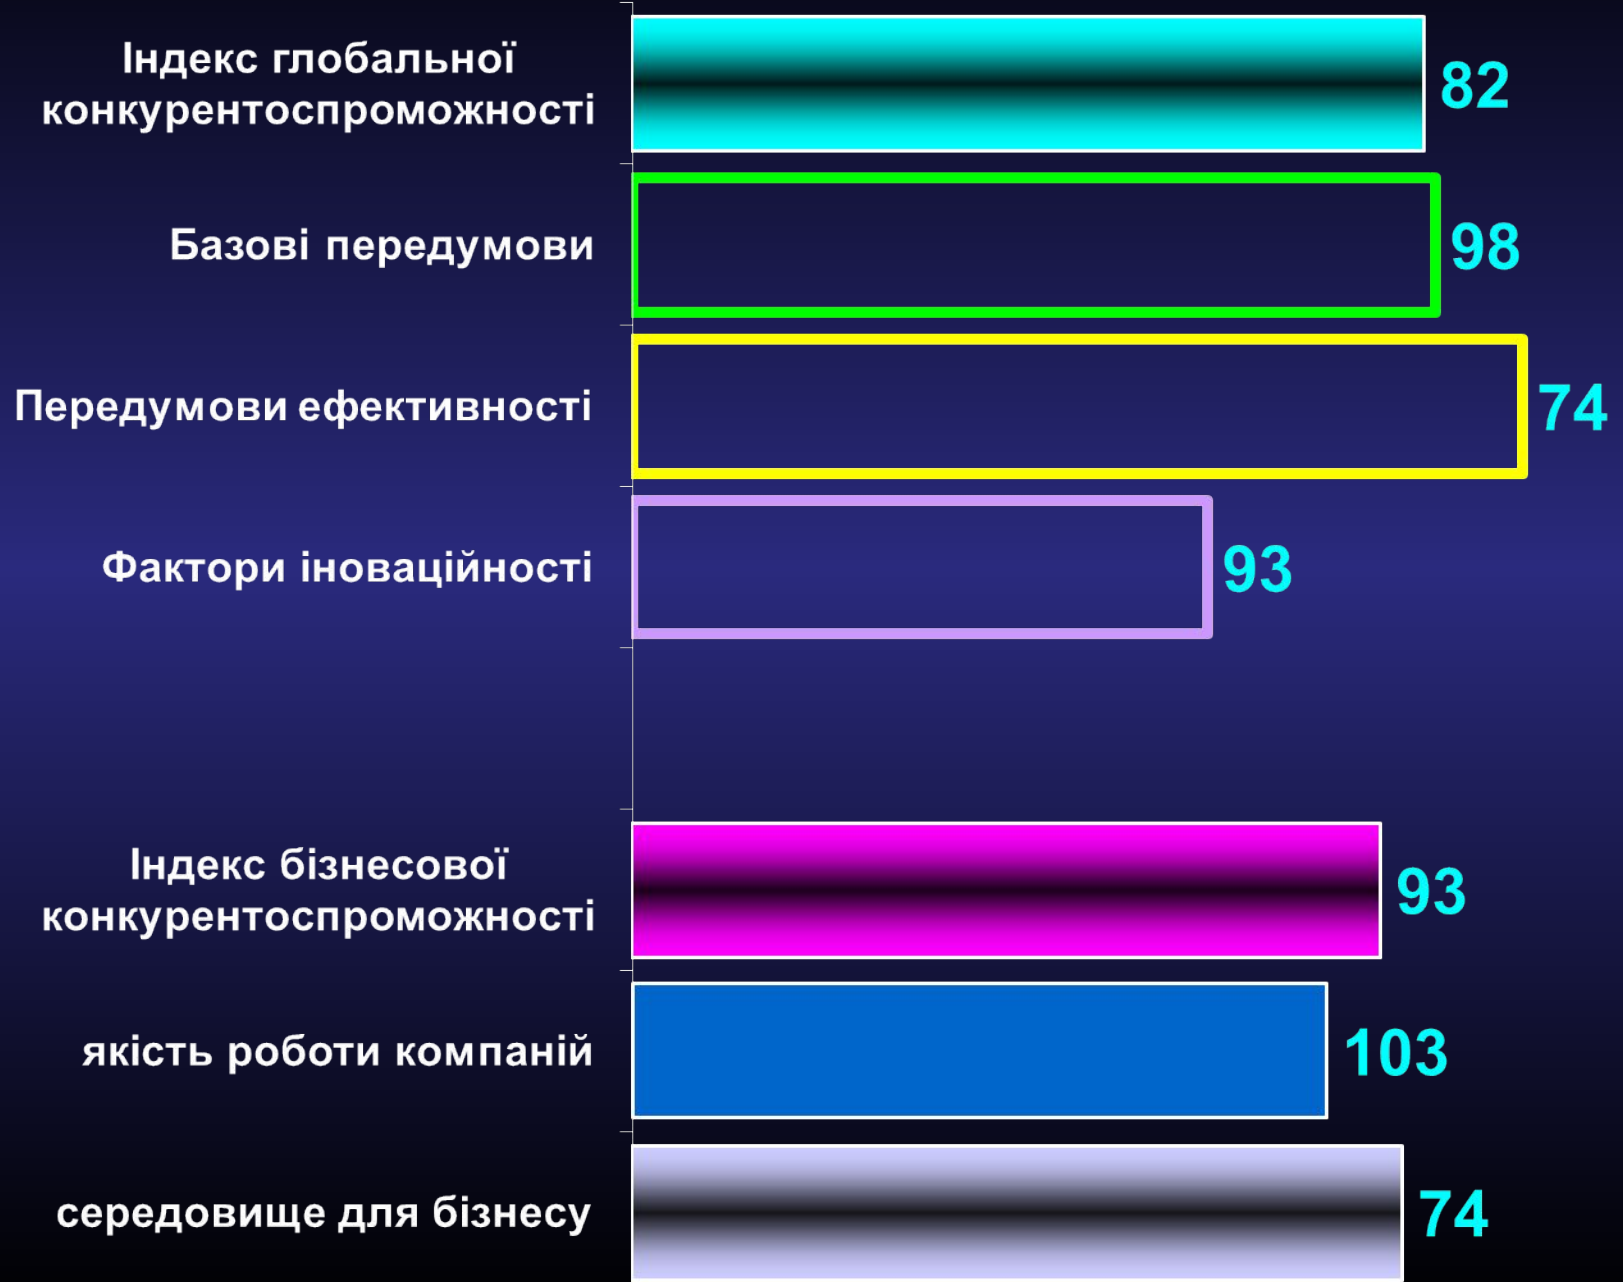 Індекс глобальної
конкурентоспроможності
82
Базові передумови
98
Передумови ефективності
74
Фактори іноваційності
93
Індекс бізнесової
конкурентоспроможності
93
якість роботи компаній
103
середовище для бізнесу
74